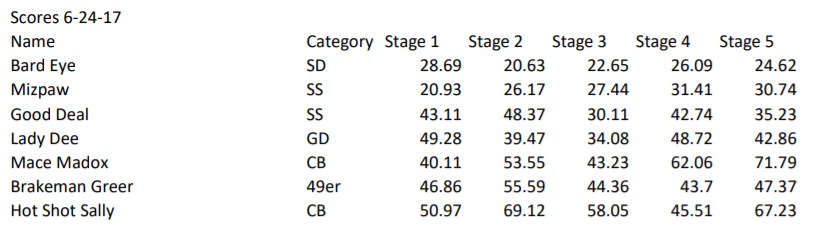 Scores 6-24-17
Name Category Stage 1 Stage 2 Stage 3 Stage 4 Stage 5
Bard Eye SD 28.69 20.63 22.65 26.09 24.62
Mizpaw SS 20.93 26.17 27.44 31.41 30.74
Good Deal SS 43.11 48.37 30.11 42.74 35.23
Lady Dee GD 49.28 39.47 34.08 48.72 42.86
Mace Madox CB 40.11 53.55 43.23 62.06 71.79
Brakeman Greer 49er 46.86 55.59 44.36 43.7 47.37
Hot Shot Sally CB 50.97 69.12 58.05 45.51 67.23